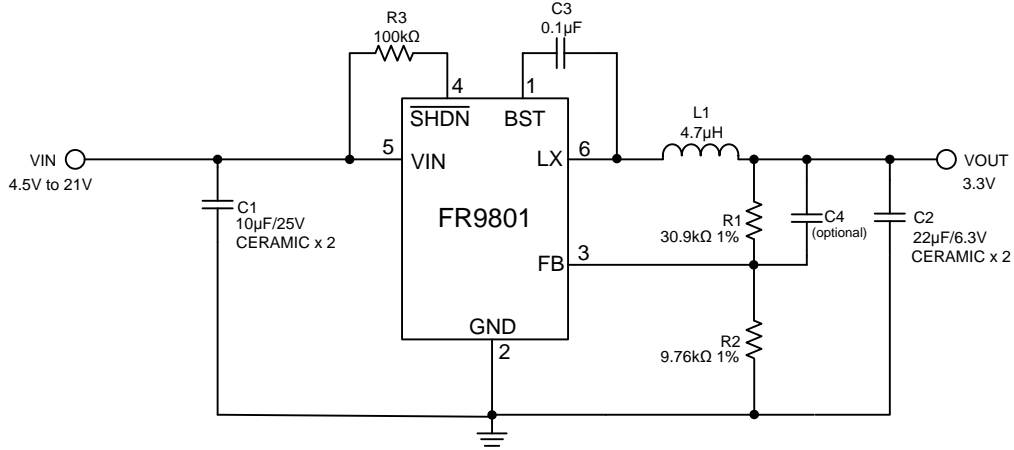 C3
0.1µF
R3
100kΩ
4
1
SHDN
BST
L1
4.7µH
VIN
4.5V to 21V
5
VIN
LX
6
VOUT
3.3V
C1
10µF/25V
CERAMIC x 2
FR9801
R1
30.9kΩ 1%
C4
(optional)
C2
22µF/6.3V
CERAMIC x 2
FB
3
GND
2
R2
9.76kΩ 1%